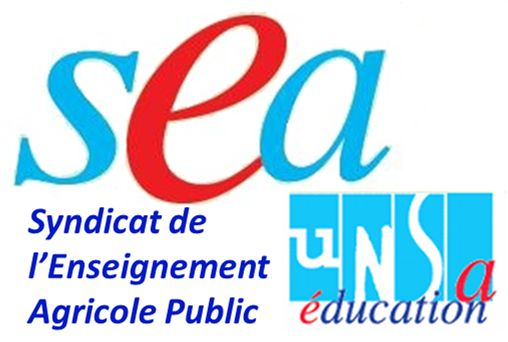 sea
Syndicat de
l'Enseignement
Agricole Public
uNSa
éducation